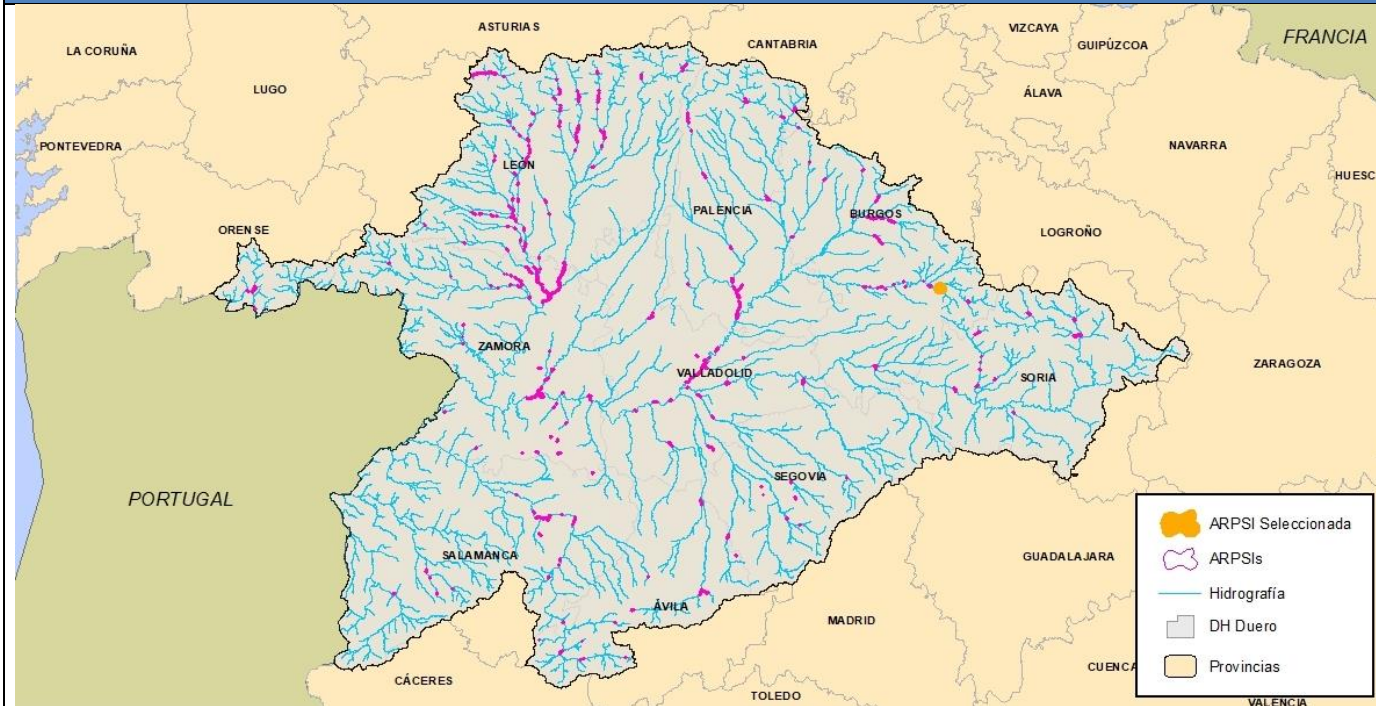 ASTURIAS
VIZCAYA
LA CORUÑA
CANTABRIA
GUIPÚZCOA
FRANCIA
LUGO
ÁLAVA
PONTEVEDRA
NAVARRA
LEÓN
HUESC
PALENCIA
BURGOS
ORENSE
LOGROÑO
ZAMORA
VALLADOLID
SORIA
ZARAGOZA
SEGOVIA
PORTUGAL
SALAMANCA
GUADALAJARA
ÁVILA
MADRID
CÁCERES
CUENCA
TOLEDO
VALENCIA
ARPSI Seleccionada
ARPSIs
Hidrografía
DH Duero
Provincias